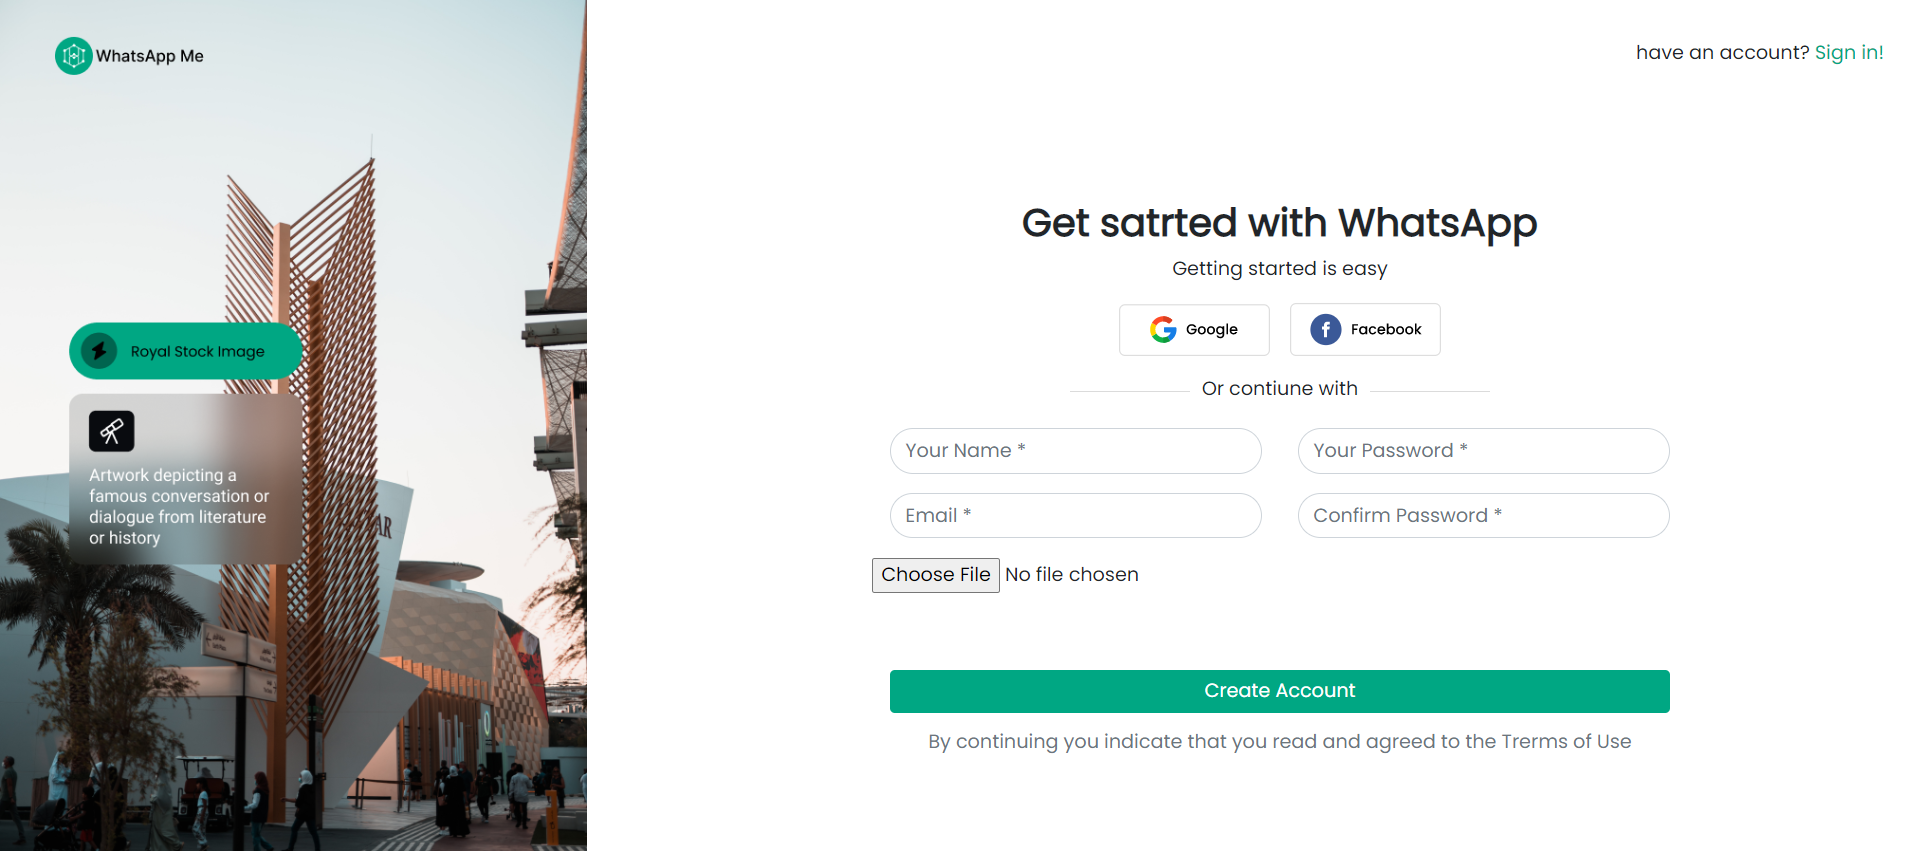 WhatsApp Me
have an account? Sign in!
Royal Stock Image
Artwork depicting a
famous conversation or
dialogue from literature
or history
Get satrted with WhatsApp
Getting started is easy
Google
Facebook
Or contiune with
Your Name *
Your Password *
Email *
Confirm Password *
Choose File No file chosen
Create Account
By continuing you indicate that you read and agreed to the Trerms of Use